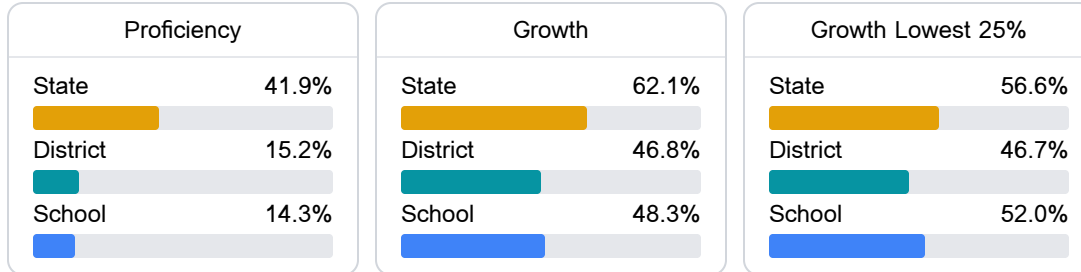 Proficiency
State 41.9%
District 15.2%
School 14.3%
Growth
State 62.1%
District 46.8%
School 48.3%
Growth Lowest 25%
State 56.6%
District 46.7%
School 52.0%